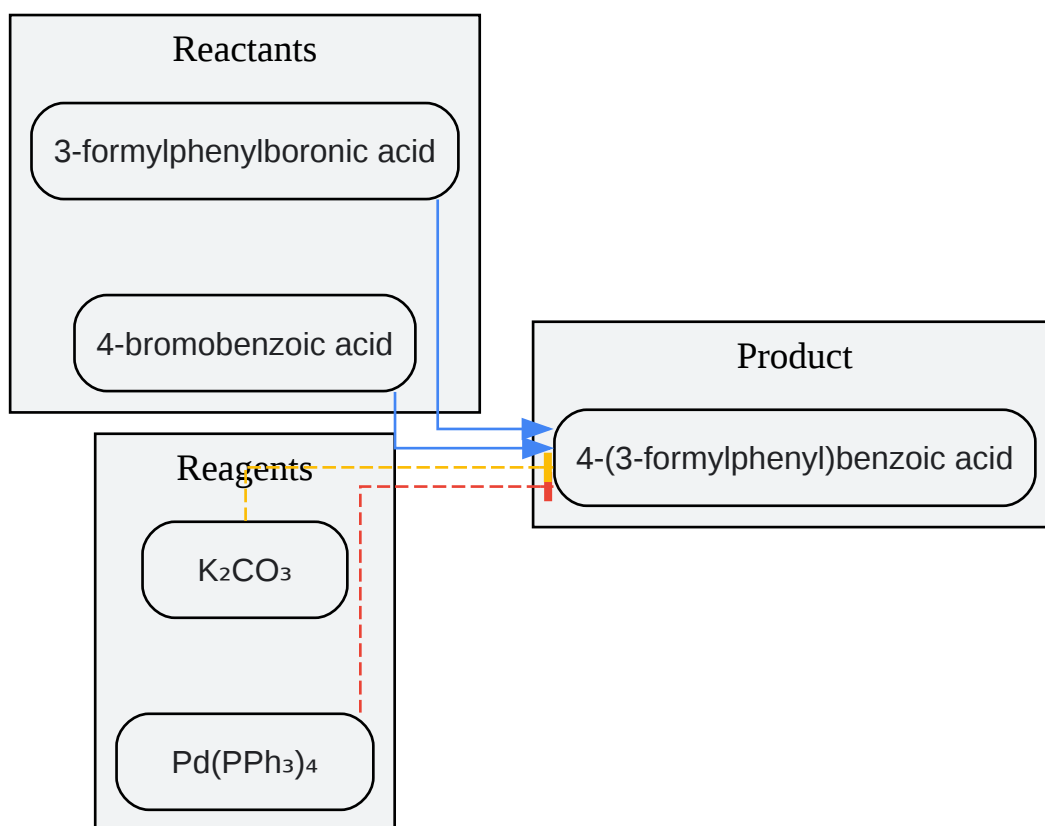 Reactants
3-formylphenylboronic acid
4-bromobenzoic acid
Product
4-(3-formylphenyl)benzoic acid
Reagents
K₂CO₃
Pd(PPh₃)₄